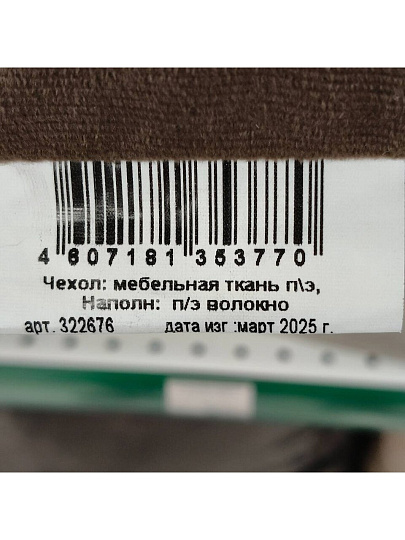 4 607181 353770
Чехол: мебельная ткань п\э,
Наполн: п/э волокно
арт. 322676 дата изг :март 2025 г.